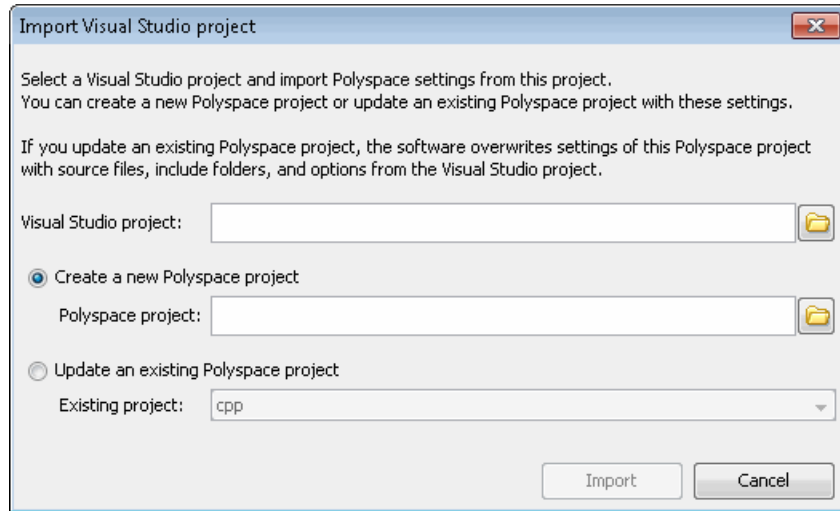 Import Visual Studio project
Select a Visual Studio project and import Polyspace settings from this project.
You can create a new Polyspace project or update an existing Polyspace project with these settings.
If you update an existing Polyspace project, the software overwrites settings of this Polyspace project
with source files, include folders, and options from the Visual Studio project.
Visual Studio project:
Create a new Polyspace project
Polyspace project:
Update an existing Polyspace project
Existing project: cpp
Import Cancel